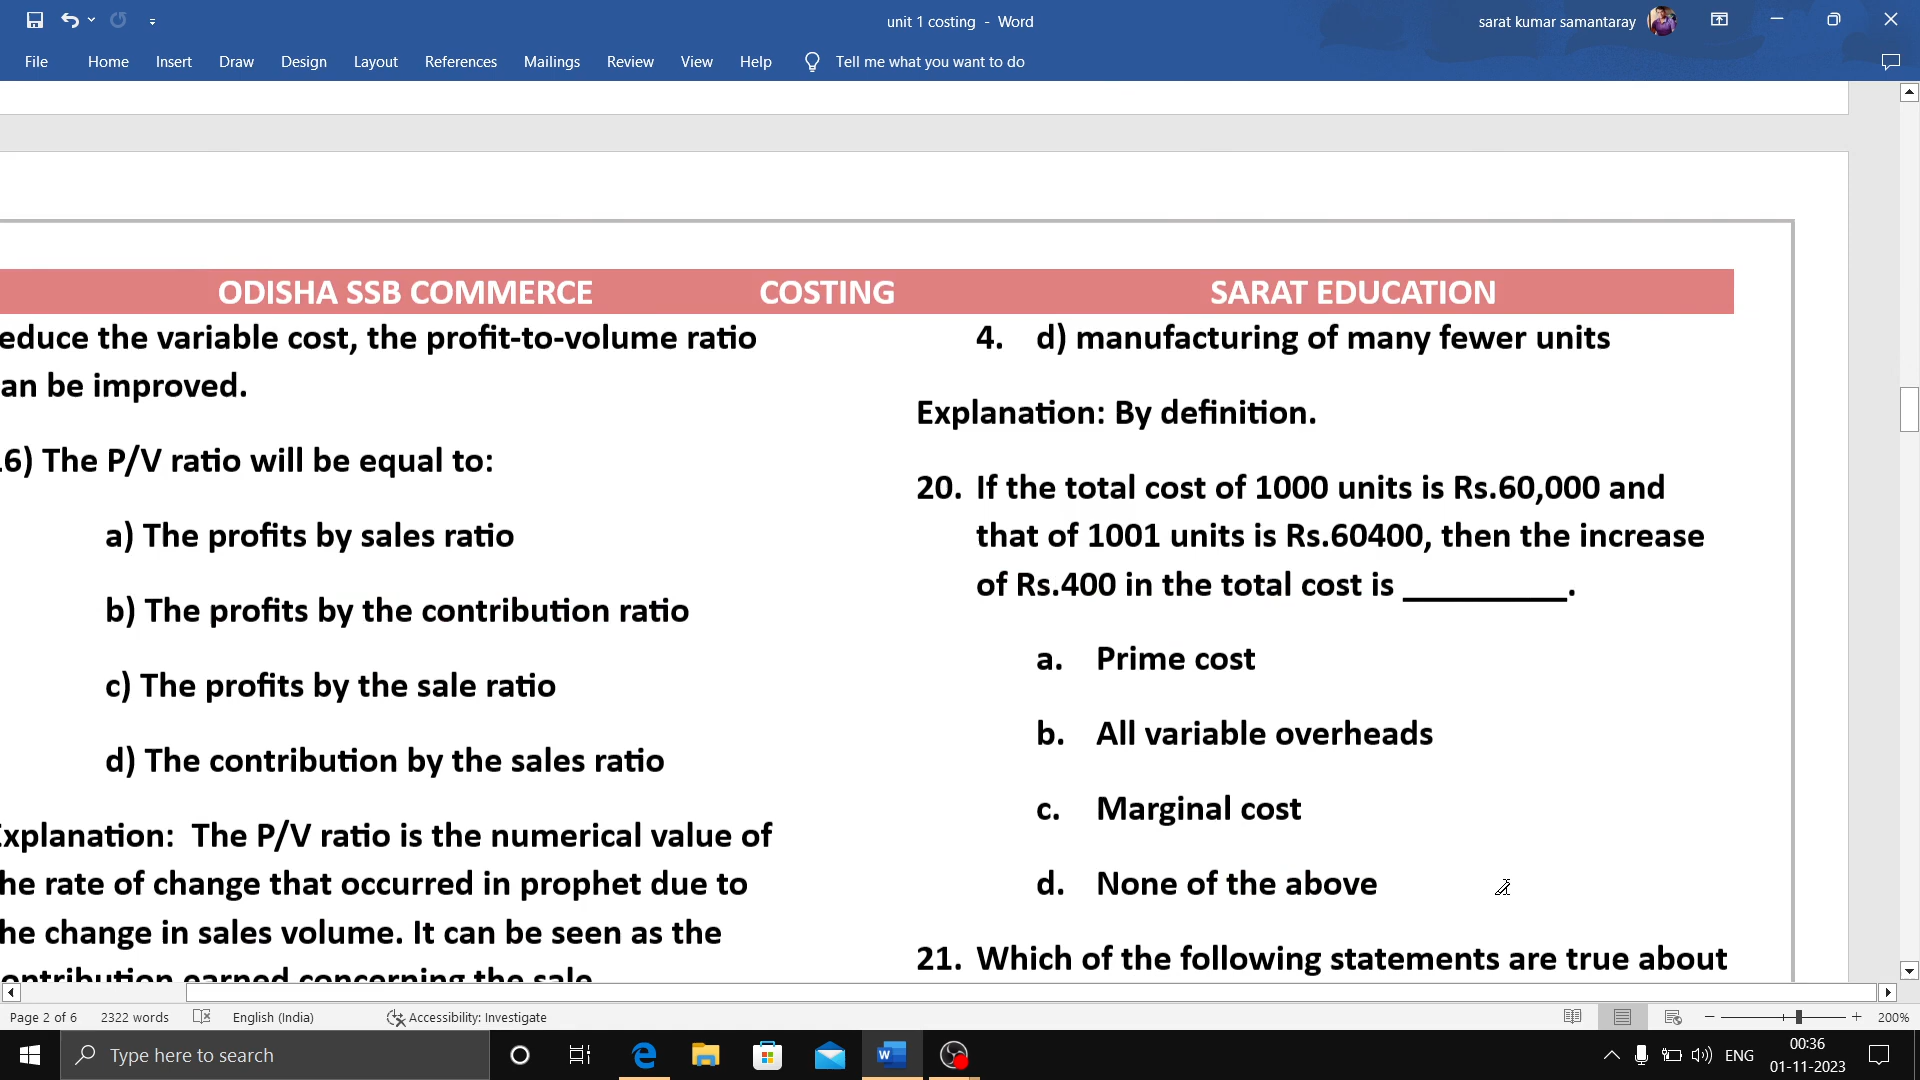 unit 1 costing - Word
sarat kumar samantaray
File Home Insert Draw Design Layout References Mailings Review View Help Tell me what you want to do
ODISHA SSB COMMERCE COSTING SARAT EDUCATION
educe the variable cost, the profit-to-volume ratio
an be improved.
6) The P/V ratio will be equal to:
a) The profits by sales ratio
b) The profits by the contribution ratio
c) The profits by the sale ratio
d) The contribution by the sales ratio
xplanation: The P/V ratio is the numerical value of
he rate of change that occurred in prophet due to
he change in sales volume. It can be seen as the
ontribution earned concerning the sale
4. d) manufacturing of many fewer units
Explanation: By definition.
20. If the total cost of 1000 units is Rs.60,000 and
that of 1001 units is Rs.60400, then the increase
of Rs.400 in the total cost is _________.
a. Prime cost
b. All variable overheads
c. Marginal cost
d. None of the above
21. Which of the following statements are true about
Page 2 of 6 2322 words English (India) Accessibility: Investigate 200%
Type here to search
ENG
00:36
01-11-2023